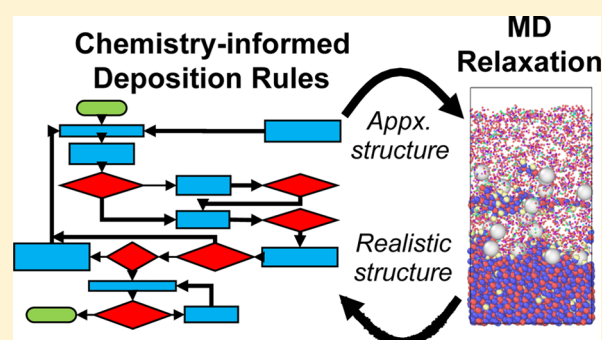 Chemistry-informed
Deposition Rules
MD
Relaxation
Appx.
structure
Realistic
structure